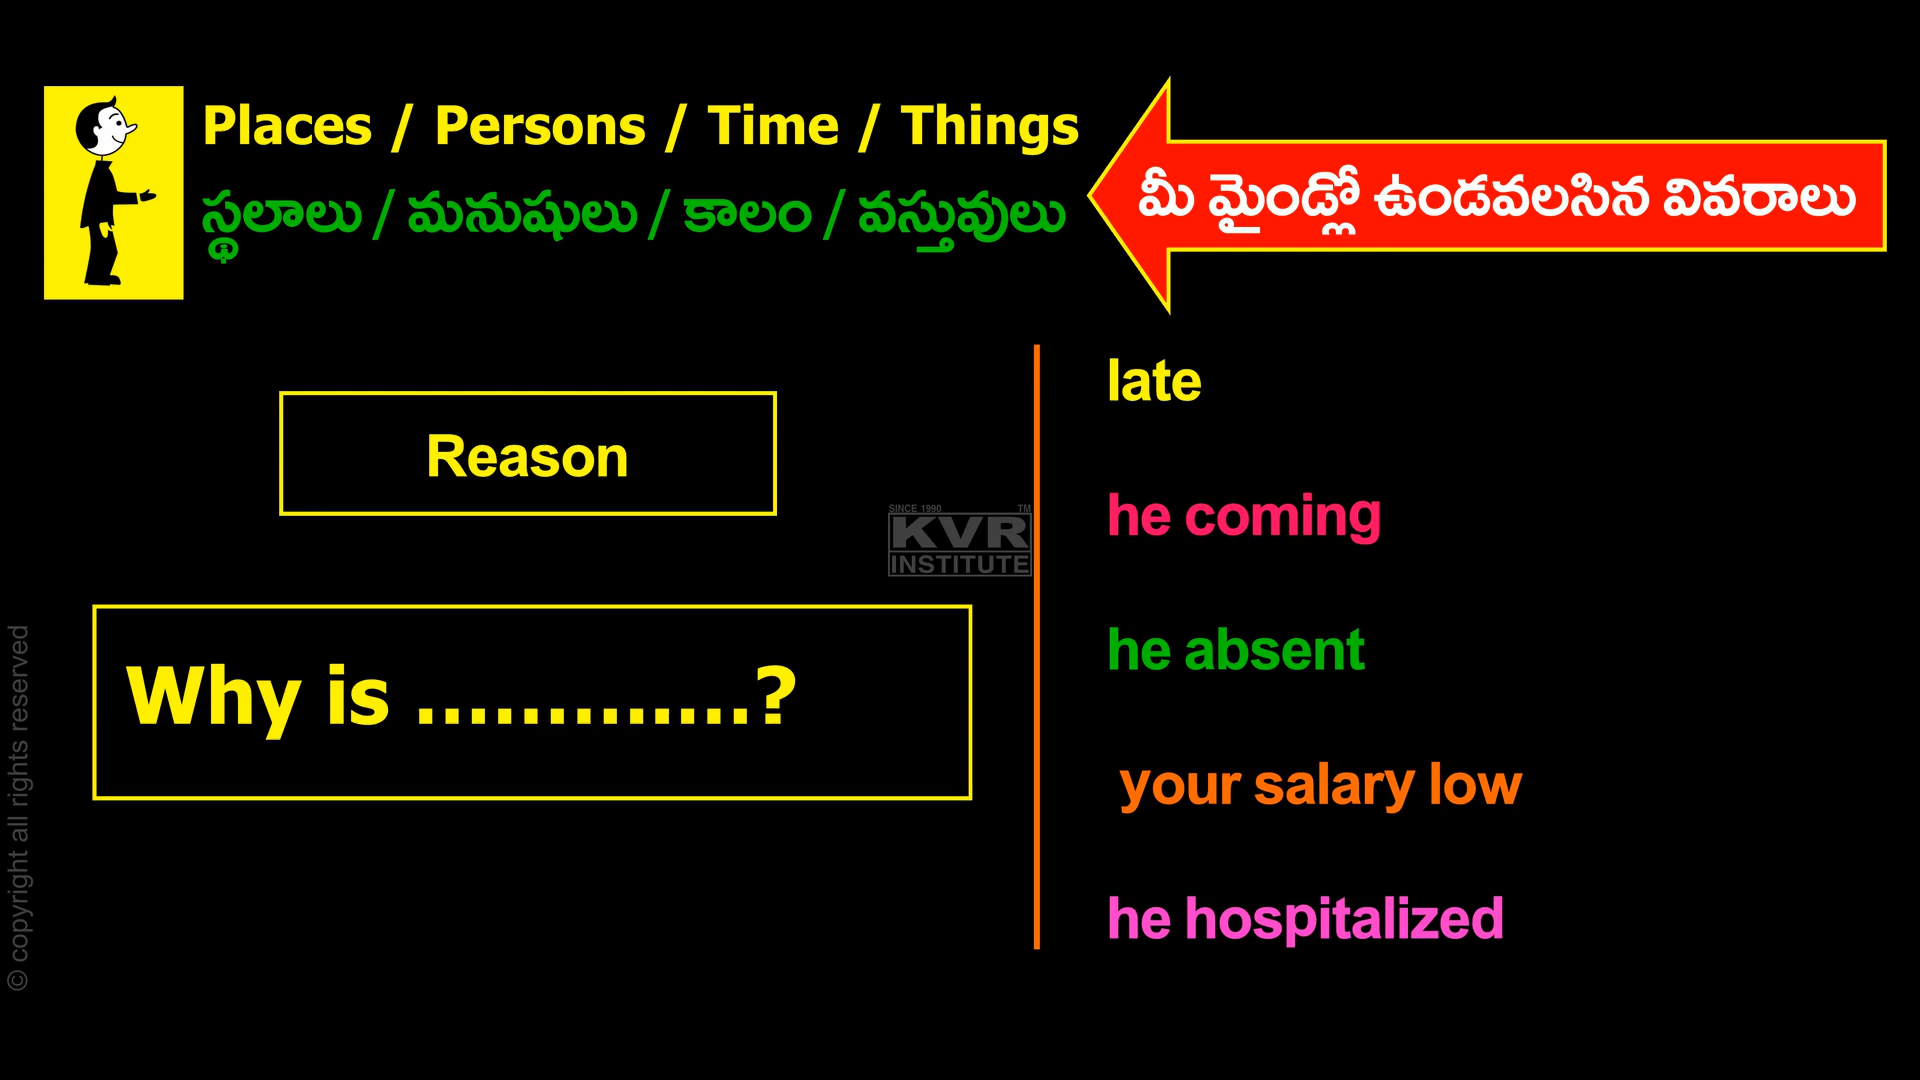 Places / Persons / Time / Things
స్థలాలు / మనుషులు / కాలం / వస్తువులు
మీ మైండ్లో ఉండవలసిన వివరాలు
Reason
Why is .............?
late
he coming
he absent
your salary low
he hospitalized
SINCE 1990 TM
KVR
INSTITUTE
© copyright all rights reserved